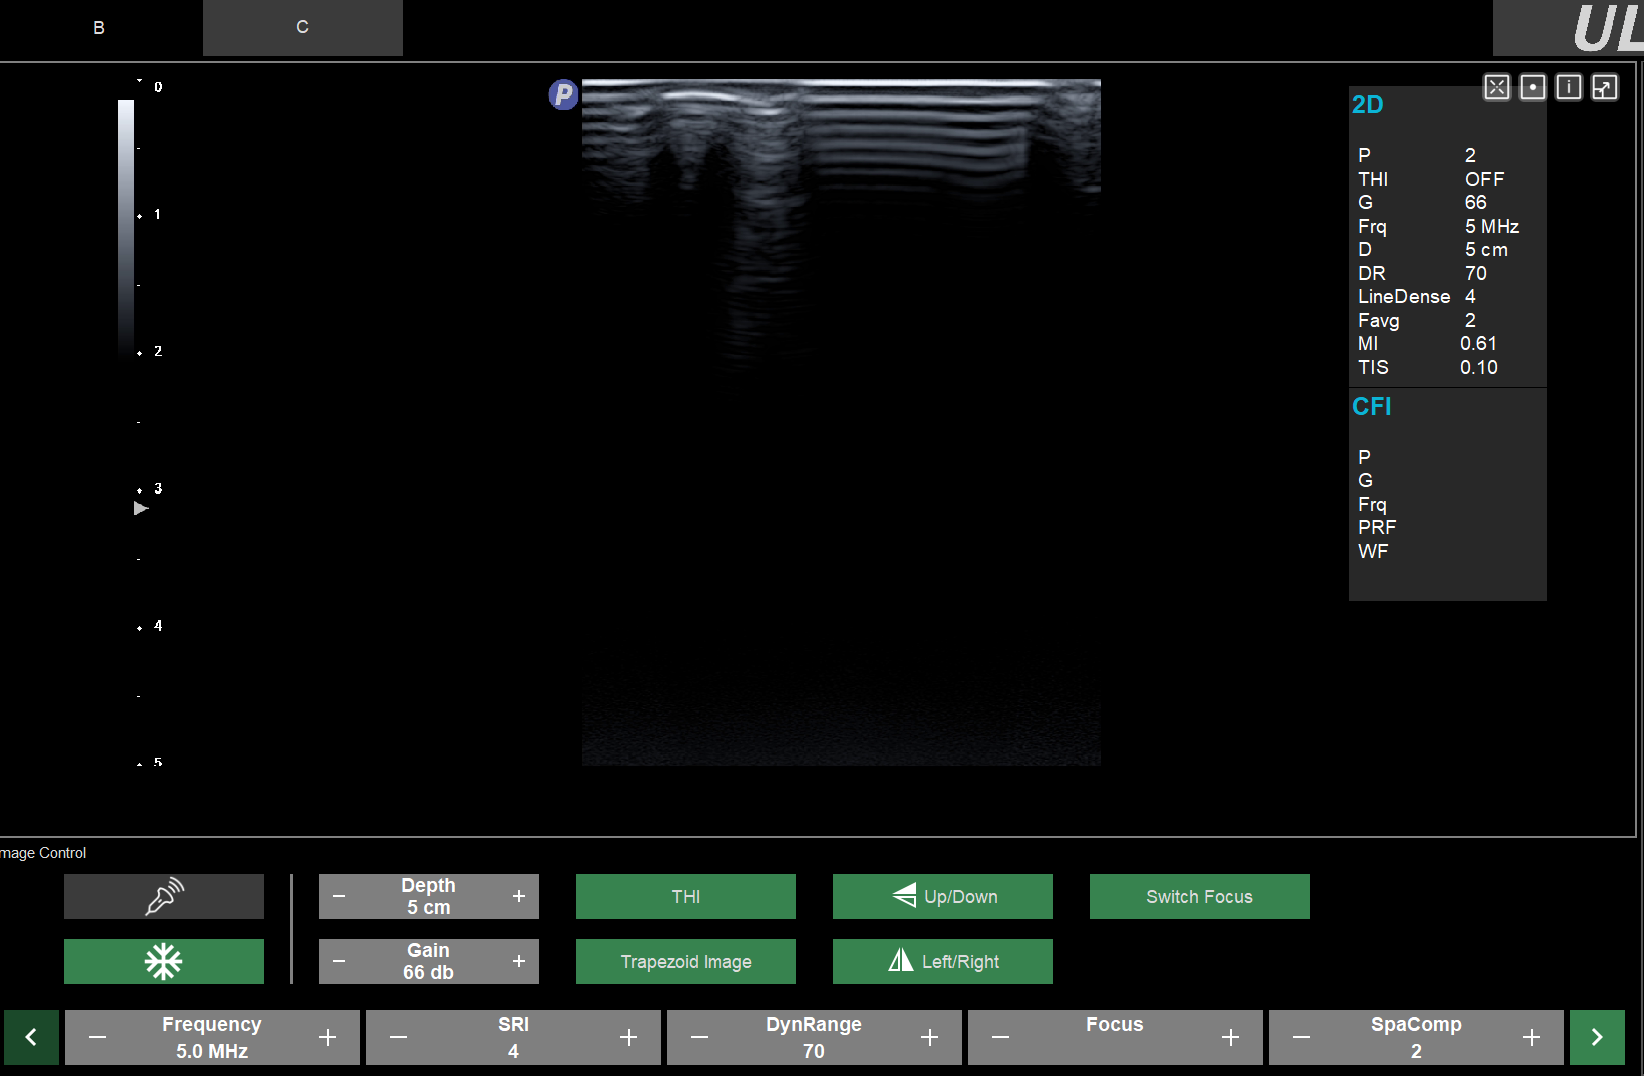 B
C
UL
0
1
2
3
4
5
P
2D
P 2
THI OFF
G 66
Frq 5 MHz
D 5 cm
DR 70
LineDense 4
Favg 2
MI 0.61
TIS 0.10
CFI
P
G
Frq
PRF
WF
mage Control
Depth
5 cm
THI
Up/Down
Switch Focus
Gain
66 db
Trapezoid Image
Left/Right
Frequency
5.0 MHz
SRI
4
DynRange
70
Focus
SpaComp
2